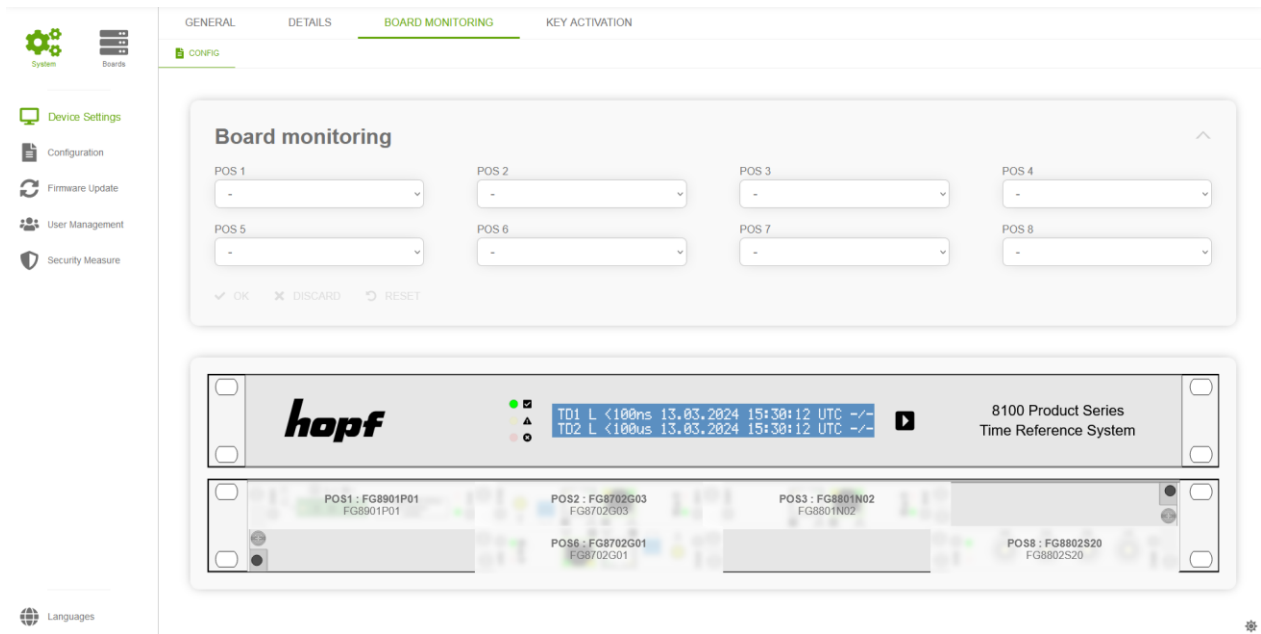 GENERAL DETAILS BOARD MONITORING KEY ACTIVATION
System Boards
CONFIG
Device Settings
Configuration
Firmware Update
User Management
Security Measure
Languages
Board monitoring
POS 1 POS 2 POS 3 POS 4
- - - -
POS 5 POS 6 POS 7 POS 8
- - - -
OK DISCARD RESET
hopf
TD1 L <100ns 13.03.2024 15:30:12 UTC -/-
TD2 L <100us 13.03.2024 15:30:12 UTC -/-
8100 Product Series
Time Reference System
POS1 : FG8901P01 POS2 : FG8702G03 POS3 : FG8801N02
FG8901P01 FG8702G03 FG8801N02
POS6 : FG8702G01 POS8 : FG8802S20
FG8702G01 FG8802S20